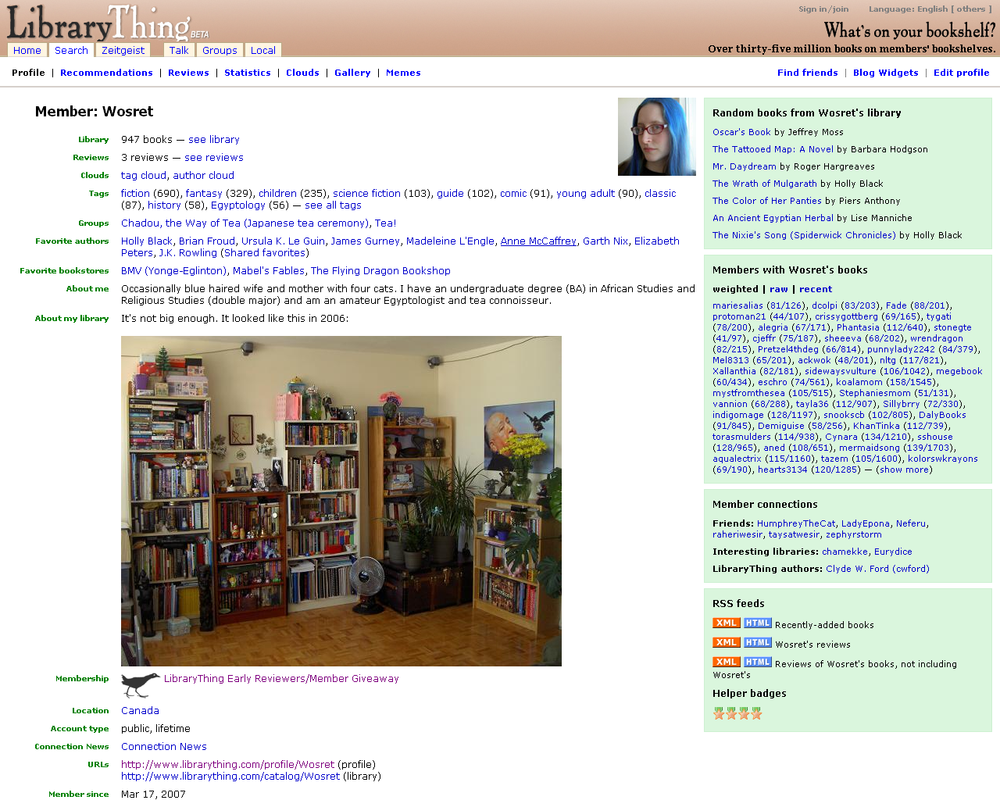 LibraryThing BETA
Sign in/join Language: English [ others ]
What's on your bookshelf?
Over thirty-five million books on members' bookshelves.
Home Search Zeitgeist Talk Groups Local
Profile | Recommendations | Reviews | Statistics | Clouds | Gallery | Memes
Find friends | Blog Widgets | Edit profile
Member: Wosret
Library 947 books — see library
Reviews 3 reviews — see reviews
Clouds tag cloud, author cloud
Tags fiction (690), fantasy (329), children (235), science fiction (103), guide (102), comic (91), young adult (90), classic
(87), history (58), Egyptology (56) — see all tags
Groups Chadou, the Way of Tea (Japanese tea ceremony), Tea!
Favorite authors Holly Black, Brian Froud, Ursula K. Le Guin, James Gurney, Madeleine L'Engle, Anne McCaffrey, Garth Nix, Elizabeth
Peters, J.K. Rowling (Shared favorites)
Favorite bookstores BMV (Yonge-Eglinton), Mabel's Fables, The Flying Dragon Bookshop
About me Occasionally blue haired wife and mother with four cats. I have an undergraduate degree (BA) in African Studies and
Religious Studies (double major) and am an amateur Egyptologist and tea connoisseur.
About my library It's not big enough. It looked like this in 2006:
Membership LibraryThing Early Reviewers/Member Giveaway
Location Canada
Account type public, lifetime
Connection News Connection News
URLs http://www.librarything.com/profile/Wosret (profile)
http://www.librarything.com/catalog/Wosret (library)
Member since Mar 17, 2007
Random books from Wosret's library
Oscar's Book by Jeffrey Moss
The Tattooed Map: A Novel by Barbara Hodgson
Mr. Daydream by Roger Hargreaves
The Wrath of Mulgarath by Holly Black
The Color of Her Panties by Piers Anthony
An Ancient Egyptian Herbal by Lise Manniche
The Nixie's Song (Spiderwick Chronicles) by Holly Black
Members with Wosret's books
weighted | raw | recent
mariesalias (81/126), dcolpi (83/203), Fade (88/201),
protoman21 (44/107), crissygottberg (69/165), tygati
(78/200), alegria (67/171), Phantasia (112/640), stonegte
(41/97), cjeffr (75/187), sheeeva (68/202), wrendragon
(82/215), Pretzel4thdeg (66/814), punnylady2242 (84/379),
Mel8313 (65/201), ackwok (48/201), nltg (117/821),
Xallanthia (82/181), sidewaysvulture (106/1042), megebook
(60/434), eschro (74/561), koalamom (158/1545),
mystfromthesea (105/515), Stephaniesmom (51/131),
vannion (68/288), tayla36 (112/907), Sillybrry (72/330),
indigomage (128/1197), snookscb (102/805), DalyBooks
(91/845), Demiguise (58/256), KhanTinka (112/739),
torasmulders (114/938), Cynara (134/1210), sshouse
(128/965), aned (108/651), mermaidsong (139/1703),
aqualectrix (115/1160), tazem (105/1600), kolorswkrayons
(69/190), hearts3134 (120/1285) — (show more)
Member connections
Friends: HumphreyTheCat, LadyEpona, Neferu,
raheriwesir, taysatwesir, zephyrstorm
Interesting libraries: chamekke, Eurydice
LibraryThing authors: Clyde W. Ford (cwford)
RSS feeds
XML HTML Recently-added books
XML HTML Wosret's reviews
XML HTML Reviews of Wosret's books, not including
Wosret's
Helper badges